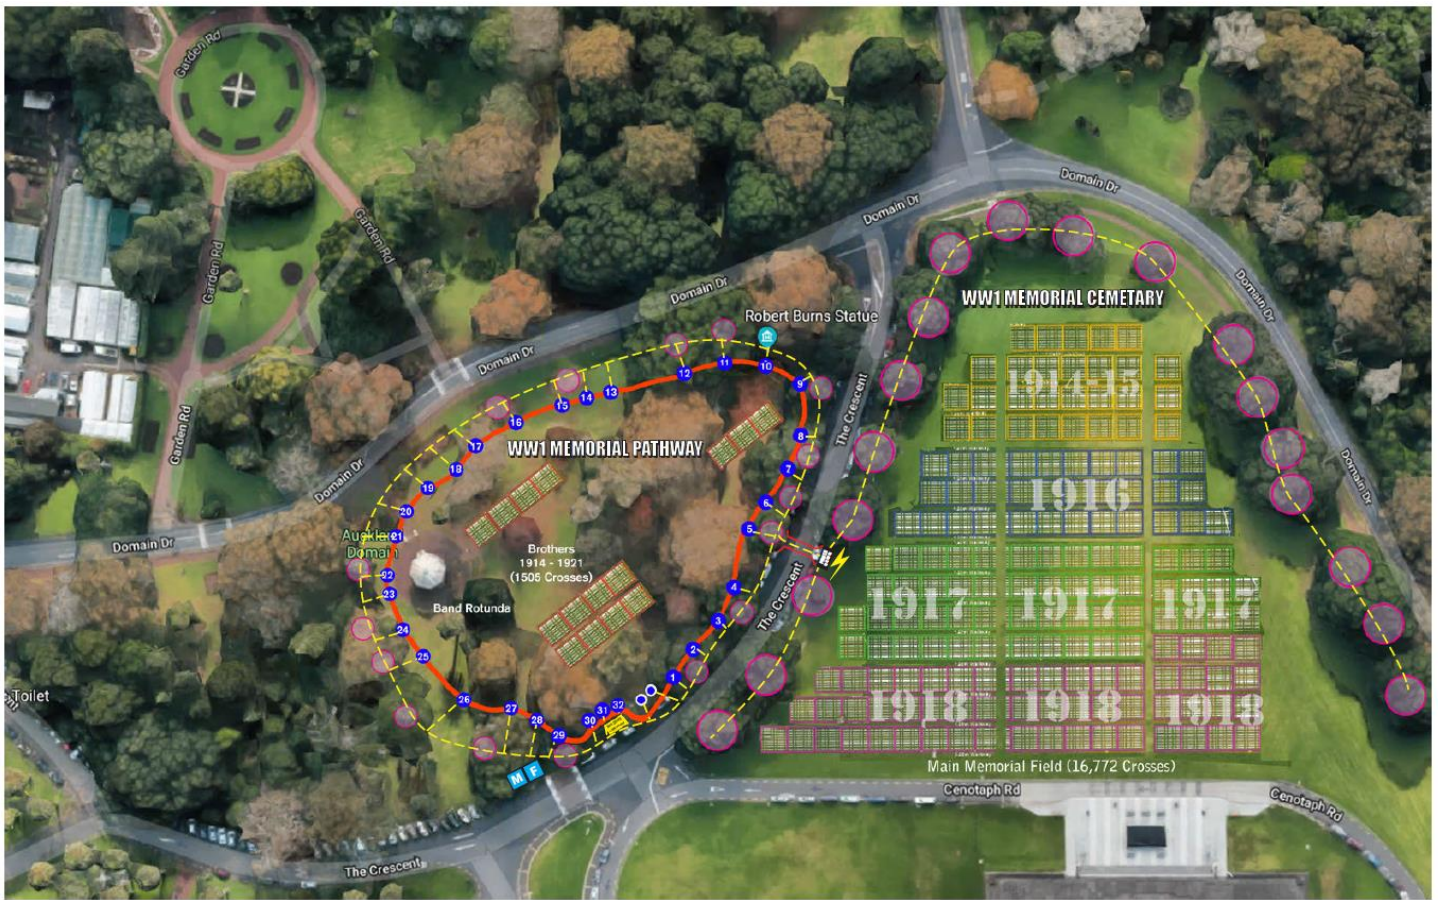 Garden Rd
Garden Rd
Garden Rd
Garden Rd
Domain Dr
Domain Dr
Domain Dr
Domain Dr
Domain Dr
Domain Dr
Domain Dr
Domain Dr
Robert Burns Statue
WW1 MEMORIAL CEMETARY
1914-15
1916
1917
1917
1917
1918
1918
1918
Main Memorial Field (16,772 Crosses)
Cenotaph Rd
Cenotaph Rd
WW1 MEMORIAL PATHWAY
The Crescent
The Crescent
The Crescent
Auckland
Domain
Brothers
1914 - 1921
(1505 Crosses)
Band Rotunda
Toilet
M F
1
2
3
4
5
6
7
8
9
10
11
12
13
14
15
16
17
18
19
20
21
22
23
24
25
26
27
28
29
30
31
32